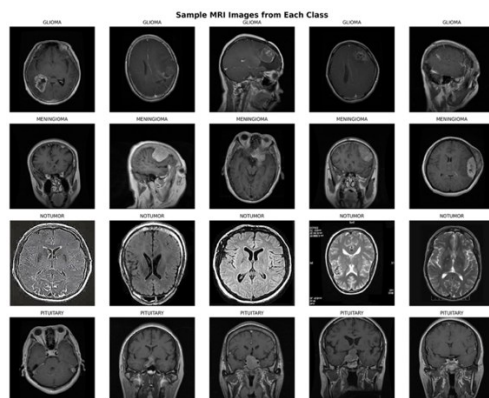 Sample MRI Images from Each Class
GLIOMA GLIOMA GLIOMA GLIOMA GLIOMA
MENINGIOMA MENINGIOMA MENINGIOMA MENINGIOMA MENINGIOMA
NOTUMOR NOTUMOR NOTUMOR NOTUMOR NOTUMOR
PITUITARY PITUITARY PITUITARY PITUITARY PITUITARY